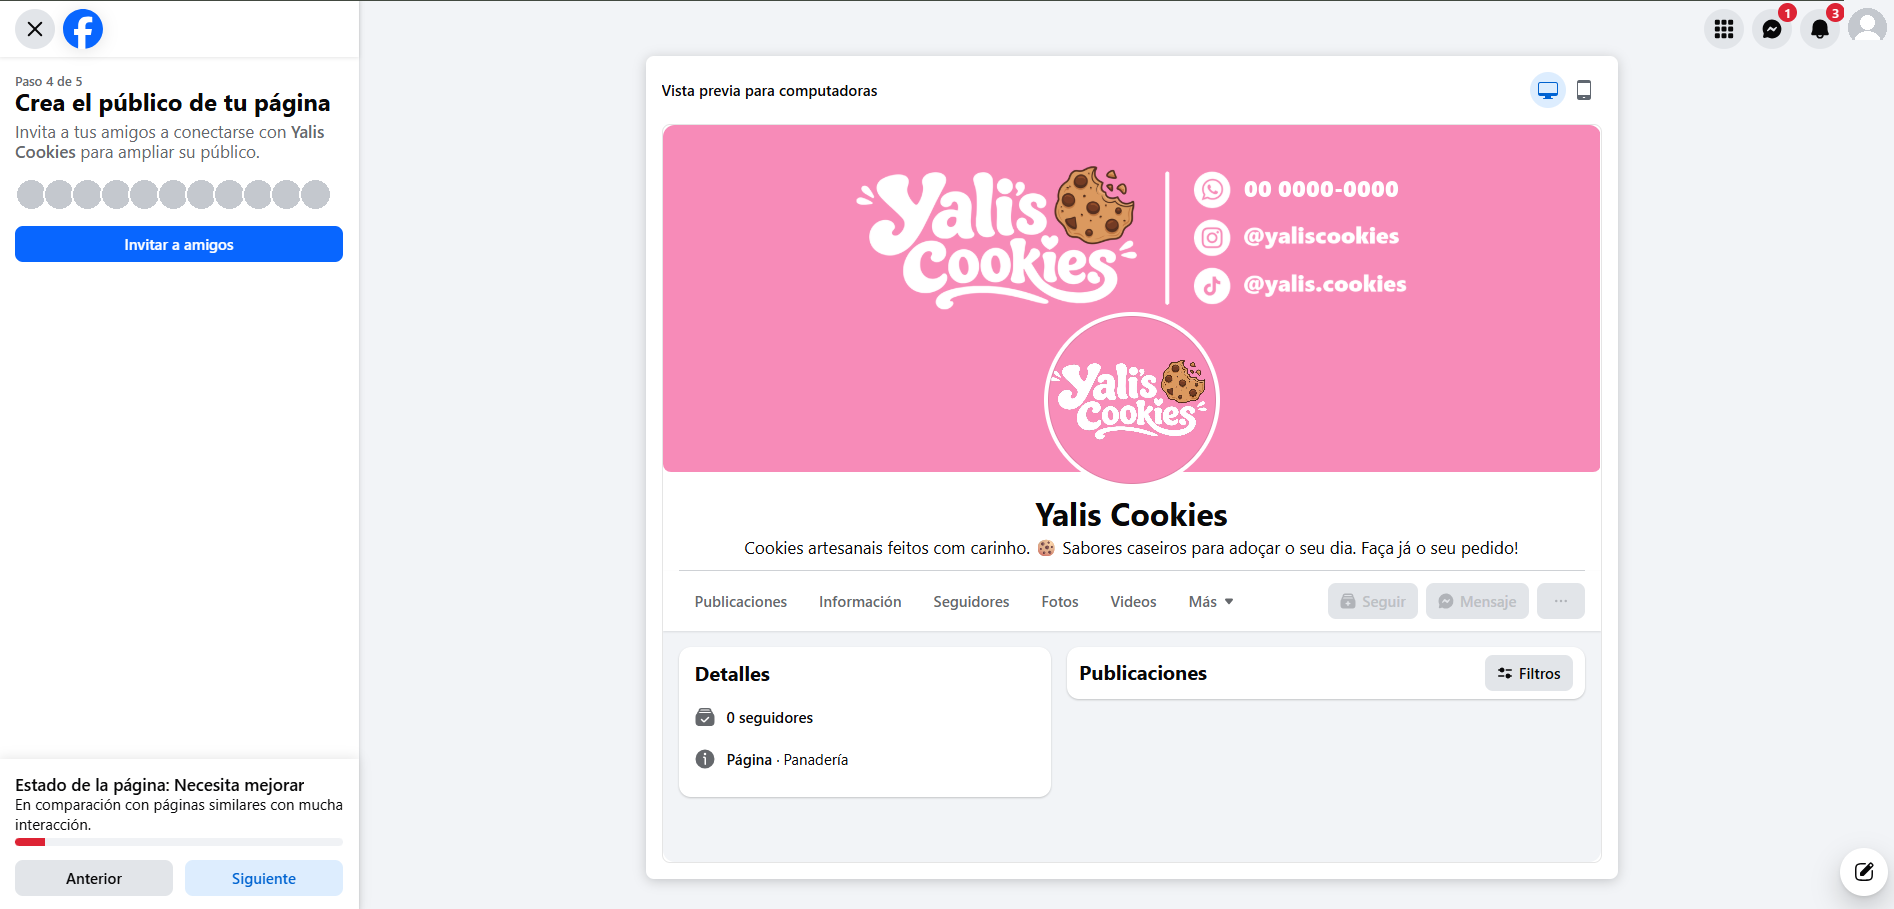 Paso 4 de 5
Crea el público de tu página
Invita a tus amigos a conectarse con Yalis
Cookies para ampliar su público.
Invitar a amigos
Estado de la página: Necesita mejorar
En comparación con páginas similares con mucha
interacción.
Anterior
Siguiente
1
3
Vista previa para computadoras
Yali's
Cookies
00 0000-0000
@yaliscookies
@yalis.cookies
Yali's
Cookies
Yalis Cookies
Cookies artesanais feitos com carinho. 🍪 Sabores caseiros para adoçar o seu dia. Faça já o seu pedido!
Publicaciones
Información
Seguidores
Fotos
Videos
Más
Seguir
Mensaje
Detalles
0 seguidores
Página · Panadería
Publicaciones
Filtros